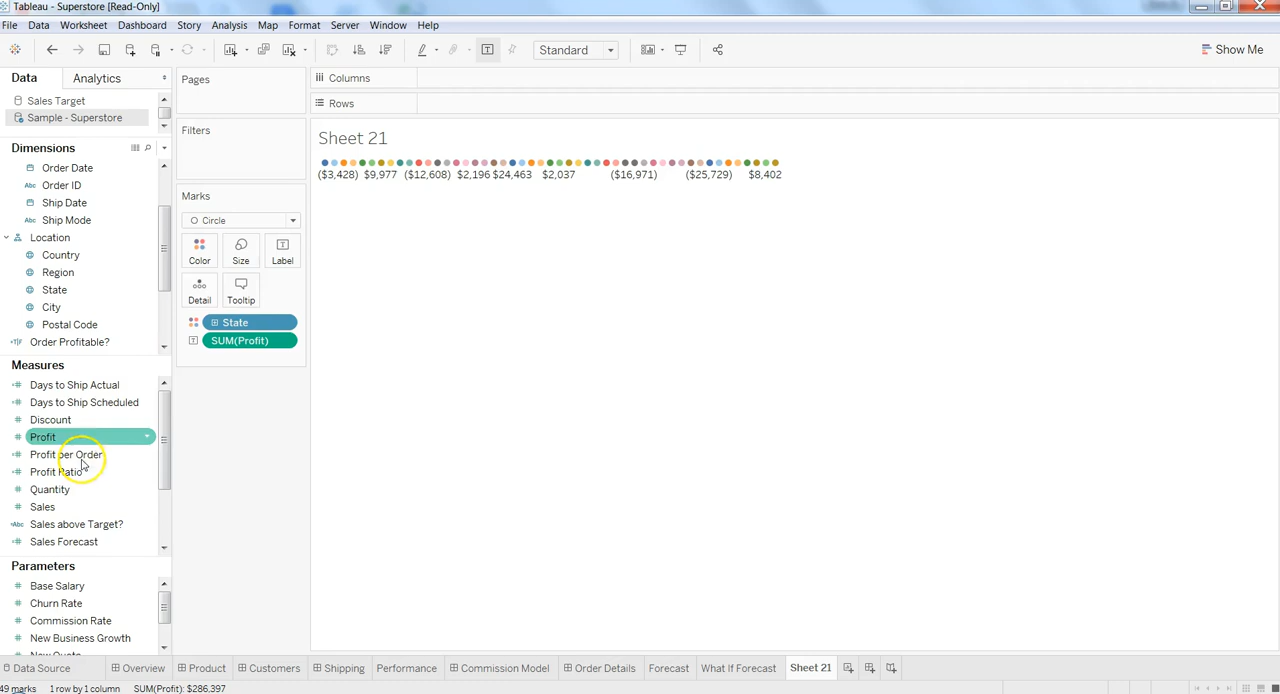 Tableau - Superstore [Read-Only]
File Data Worksheet Dashboard Story Analysis Map Format Server Window Help
Standard
Show Me
Data Analytics
Sales Target
Sample - Superstore
Dimensions
Order Date
Abc Order ID
Ship Date
Abc Ship Mode
Location
Country
Region
State
City
Postal Code
Order Profitable?
Measures
Days to Ship Actual
Days to Ship Scheduled
Discount
Profit
Profit per Order
Profit Ratio
Quantity
Sales
Abc Sales above Target?
Sales Forecast
Parameters
Base Salary
Churn Rate
Commission Rate
New Business Growth
New Quota
Pages
Filters
Marks
Circle
Color Size Label
Detail Tooltip
State
SUM(Profit)
Columns
Rows
Sheet 21
($3,428) $9,977 ($12,608) $2,196 $24,463 $2,037 ($16,971) ($25,729) $8,402
Data Source Overview Product Customers Shipping Performance Commission Model Order Details Forecast What If Forecast Sheet 21
49 marks 1 row by 1 column SUM(Profit): $286,397